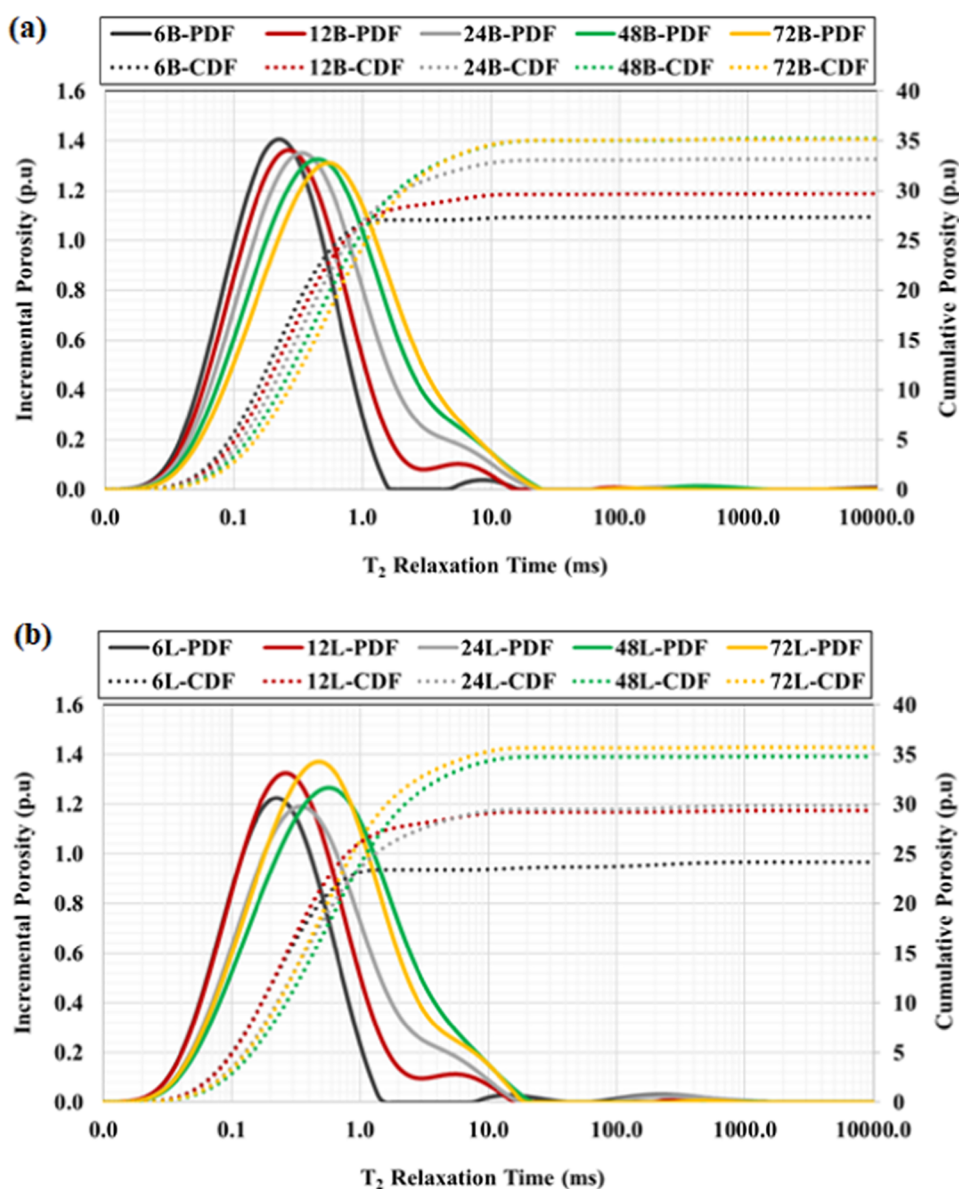 (a)
6B-PDF 12B-PDF 24B-PDF 48B-PDF 72B-PDF
6B-CDF 12B-CDF 24B-CDF 48B-CDF 72B-CDF
1.6 40
1.4 35
1.2 30
1.0 25
0.8 20
0.6 15
0.4 10
0.2 5
0.0 0
Incremental Porosity (p.u)
Cumulative Porosity (p.u)
0.0 0.1 1.0 10.0 100.0 1000.0 10000.0
T₂ Relaxation Time (ms)
(b)
6L-PDF 12L-PDF 24L-PDF 48L-PDF 72L-PDF
6L-CDF 12L-CDF 24L-CDF 48L-CDF 72L-CDF
1.6 40
1.4 35
1.2 30
1.0 25
0.8 20
0.6 15
0.4 10
0.2 5
0.0 0
Incremental Porosity (p.u)
Cumulative Porosity (p.u)
0.0 0.1 1.0 10.0 100.0 1000.0 10000.0
T₂ Relaxation Time (ms)